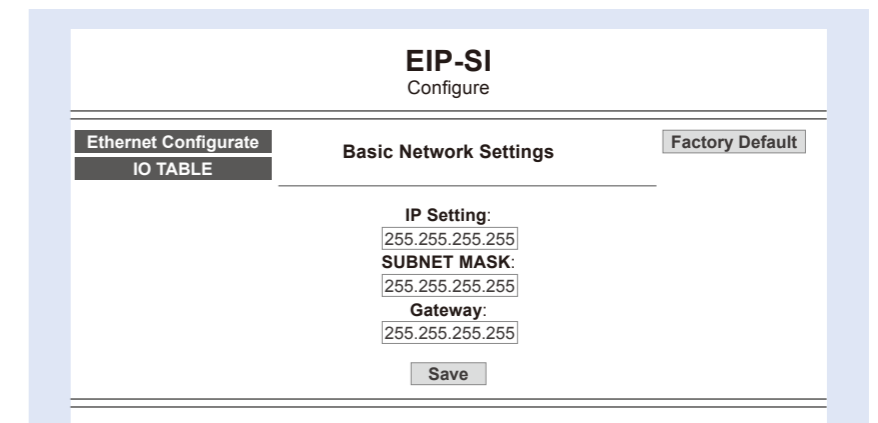 EIP-SI
Configure
Ethernet Configurate
IO TABLE
Basic Network Settings
Factory Default
IP Setting:
255.255.255.255
SUBNET MASK:
255.255.255.255
Gateway:
255.255.255.255
Save